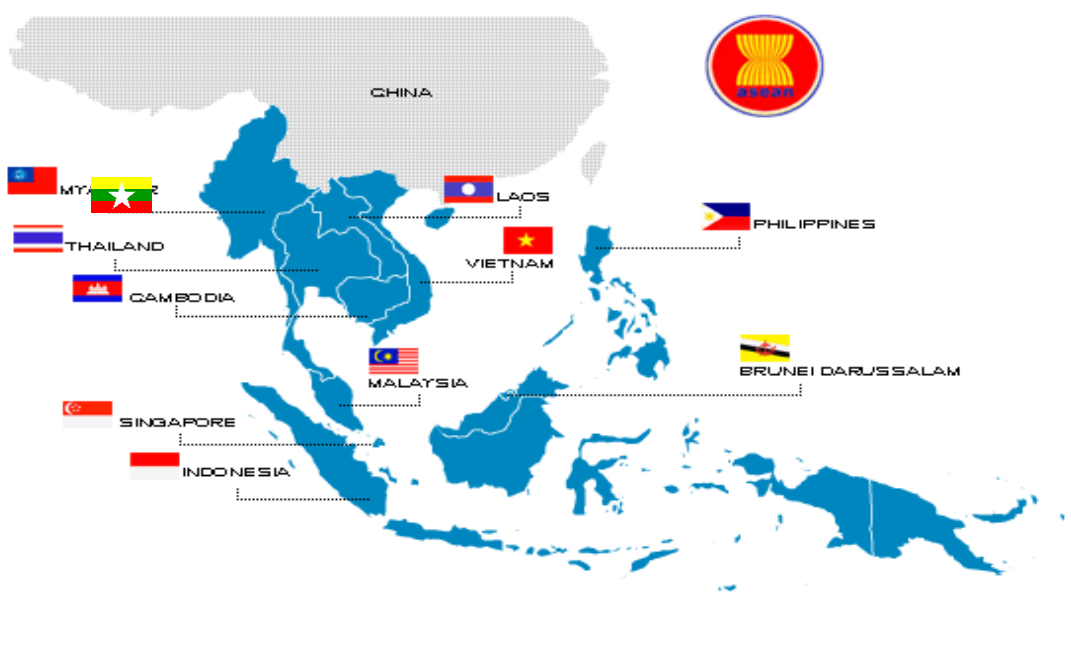 asean
CHINA
LAOS
PHILIPPINES
THAILAND
VIETNAM
CAMBODIA
BRUNEI DARUSSALAM
MALAYSIA
SINGAPORE
INDONESIA